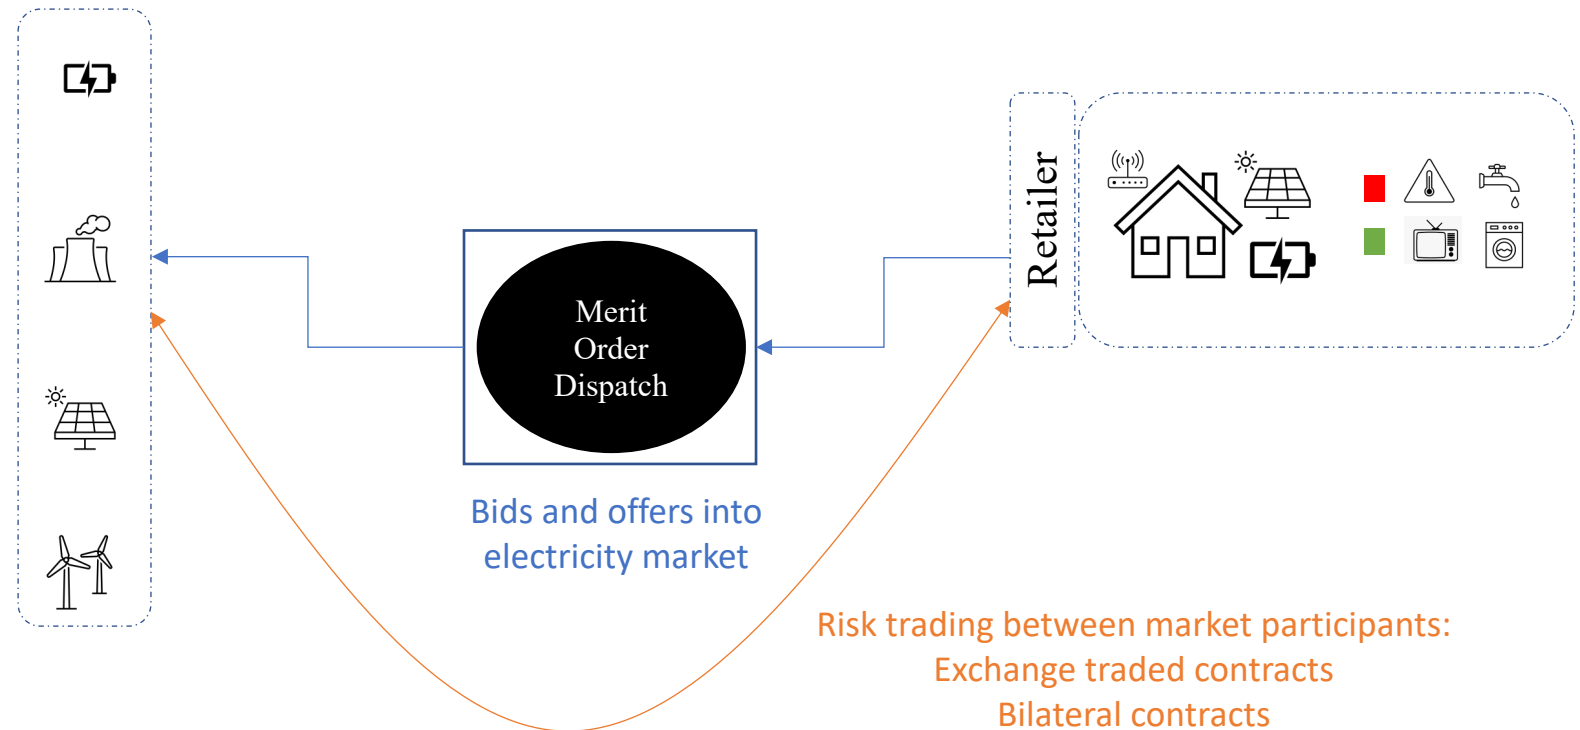 Retailer
Merit
Order
Dispatch
Bids and offers into
electricity market
Risk trading between market participants:
Exchange traded contracts
Bilateral contracts